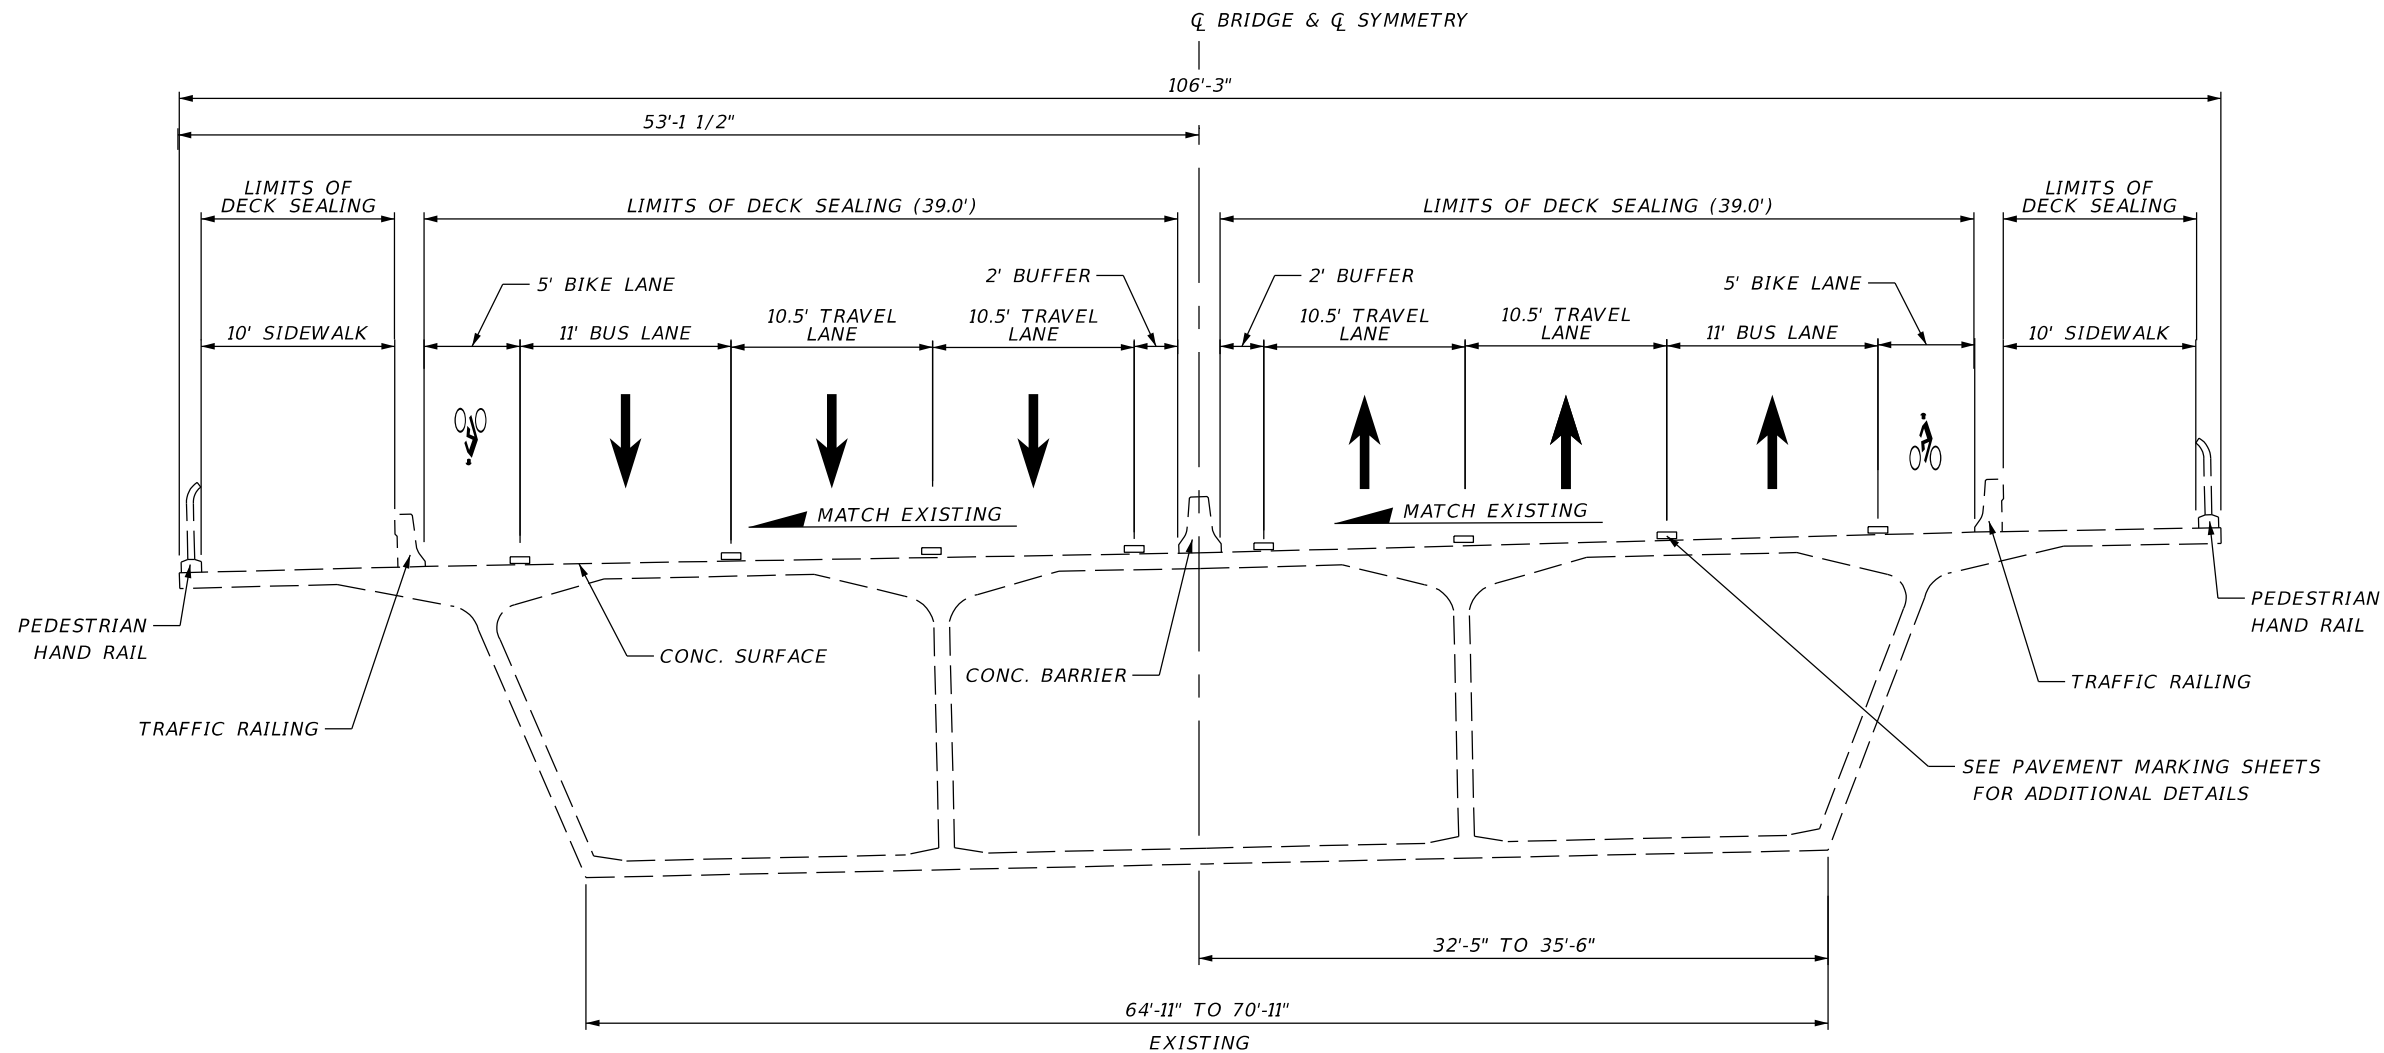 ℄ BRIDGE & ℄ SYMMETRY
106'-3"
53'-1 1/2"
LIMITS OF
DECK SEALING
LIMITS OF DECK SEALING (39.0')
LIMITS OF DECK SEALING (39.0')
LIMITS OF
DECK SEALING
5' BIKE LANE
2' BUFFER
2' BUFFER
5' BIKE LANE
10' SIDEWALK
11' BUS LANE
10.5' TRAVEL
LANE
10.5' TRAVEL
LANE
10.5' TRAVEL
LANE
10.5' TRAVEL
LANE
11' BUS LANE
10' SIDEWALK
MATCH EXISTING
MATCH EXISTING
PEDESTRIAN
HAND RAIL
TRAFFIC RAILING
CONC. SURFACE
CONC. BARRIER
PEDESTRIAN
HAND RAIL
TRAFFIC RAILING
SEE PAVEMENT MARKING SHEETS
FOR ADDITIONAL DETAILS
32'-5" TO 35'-6"
64'-11" TO 70'-11"
EXISTING